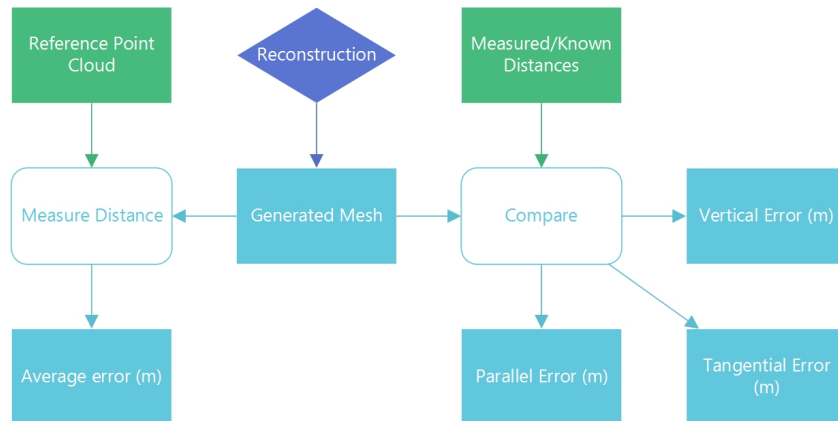 Reference Point
Cloud
Reconstruction
Measured/Known
Distances
Measure Distance
Generated Mesh
Compare
Vertical Error (m)
Average error (m)
Parallel Error (m)
Tangential Error
(m)